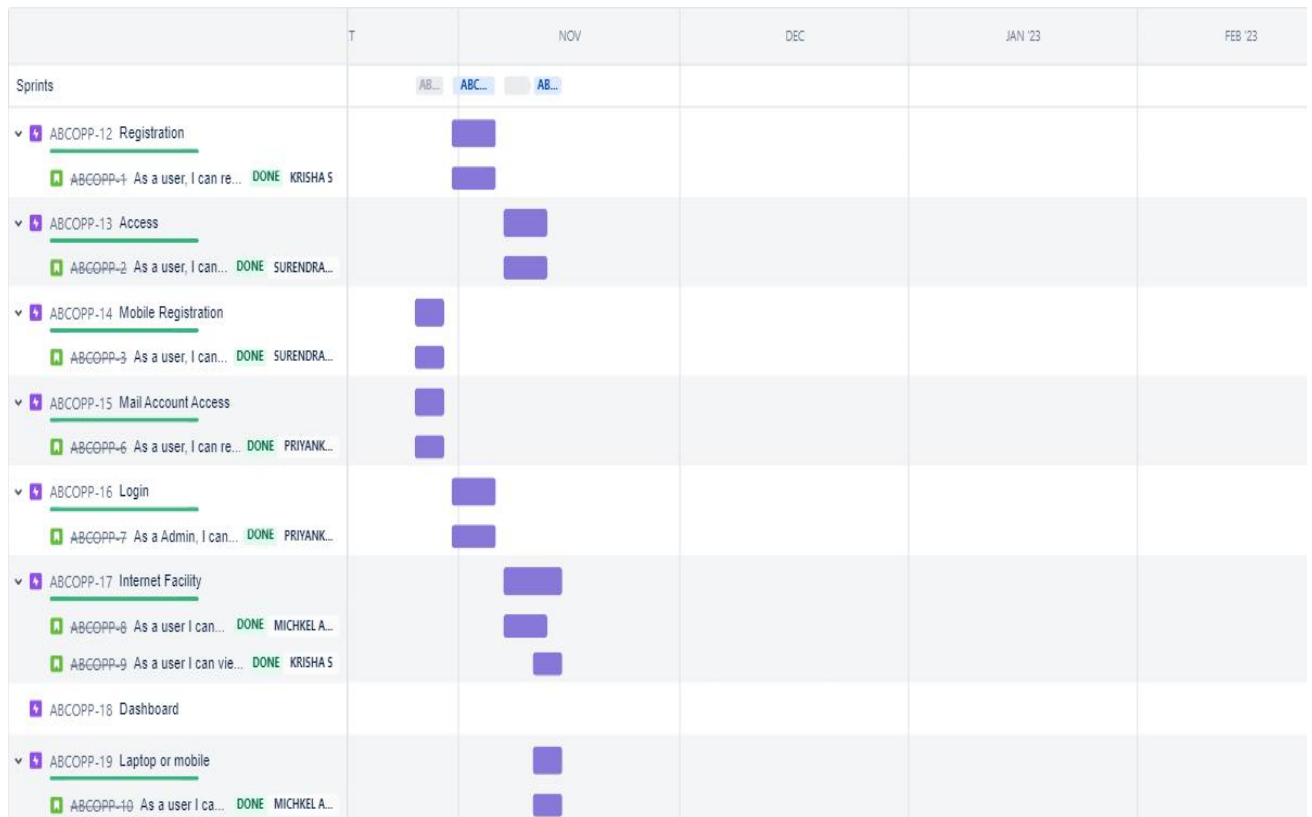 T NOV DEC JAN '23 FEB '23
Sprints AB... ABC... AB...
ABCOPP-12 Registration
ABCOPP-1 As a user, I can re... DONE KRISHA S
ABCOPP-13 Access
ABCOPP-2 As a user, I can... DONE SURENDRA...
ABCOPP-14 Mobile Registration
ABCOPP-3 As a user, I can... DONE SURENDRA...
ABCOPP-15 Mail Account Access
ABCOPP-6 As a user, I can re... DONE PRIYANK...
ABCOPP-16 Login
ABCOPP-7 As a Admin, I can... DONE PRIYANK...
ABCOPP-17 Internet Facility
ABCOPP-8 As a user I can... DONE MICHKEL A...
ABCOPP-9 As a user I can vie... DONE KRISHA S
ABCOPP-18 Dashboard
ABCOPP-19 Laptop or mobile
ABCOPP-10 As a user I ca... DONE MICHKEL A...